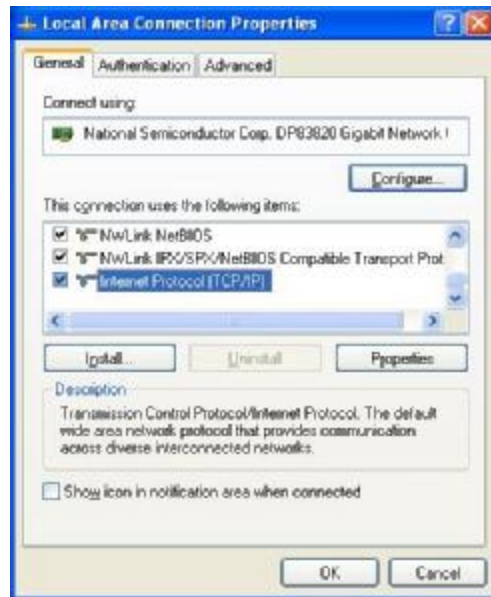 Local Area Connection Properties
General Authentication Advanced
Connect using:
National Semiconductor Corp. DP83820 Gigabit Network
Configure...
This connection uses the following items:
NWLink NetBIOS
NWLink IPX/SPX/NetBIOS Compatible Transport Prot
Internet Protocol (TCP/IP)
Install... Uninstall Properties
Description
Transmission Control Protocol/Internet Protocol. The default
wide area network protocol that provides communication
across diverse interconnected networks.
Show icon in notification area when connected
OK Cancel